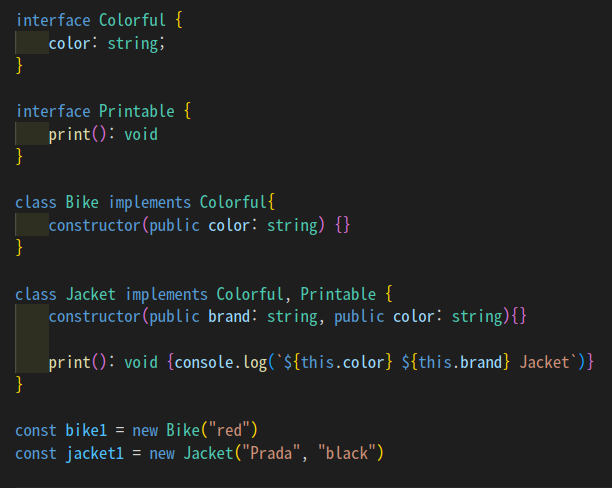 interface Colorful {
    color: string;
}

interface Printable {
    print(): void
}

class Bike implements Colorful{
    constructor(public color: string) {}
}

class Jacket implements Colorful, Printable {
    constructor(public brand: string, public color: string){}

    print(): void {console.log(`${this.color} ${this.brand} Jacket`)}
}

const bike1 = new Bike("red")
const jacket1 = new Jacket("Prada", "black")